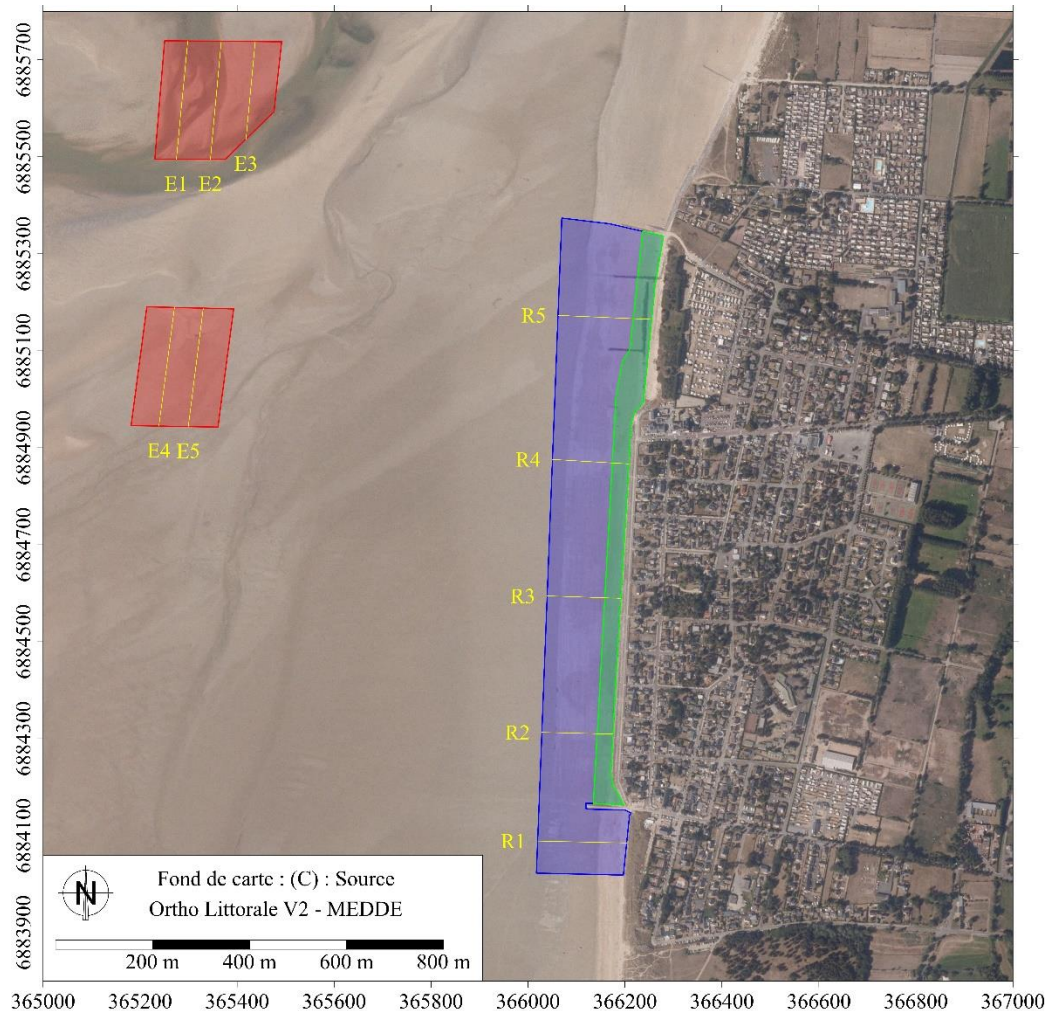 6885700
6885500
6885300
6885100
6884900
6884700
6884500
6884300
6884100
6883900
E1 E2 E3
E4 E5
R5
R4
R3
R2
R1
N
Fond de carte : (C) : Source
Ortho Littorale V2 - MEDDE
200 m 400 m 600 m 800 m
365000 365200 365400 365600 365800 366000 366200 366400 366600 366800 367000